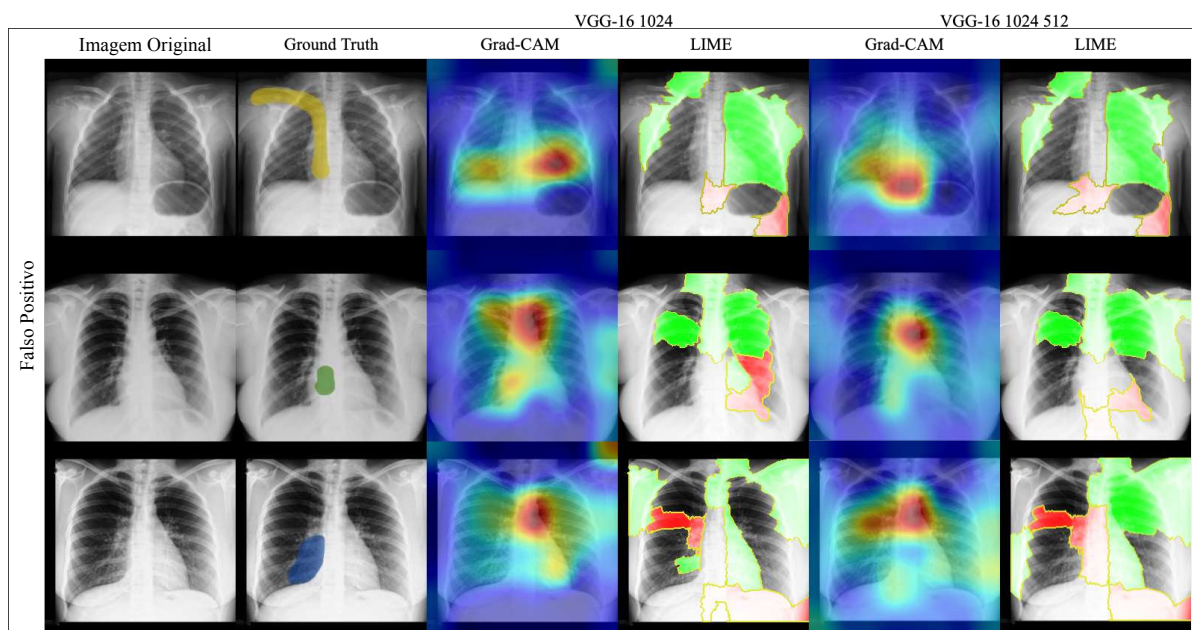 VGG-16 1024 VGG-16 1024 512
Imagem Original Ground Truth Grad-CAM LIME Grad-CAM LIME
Falso Positivo